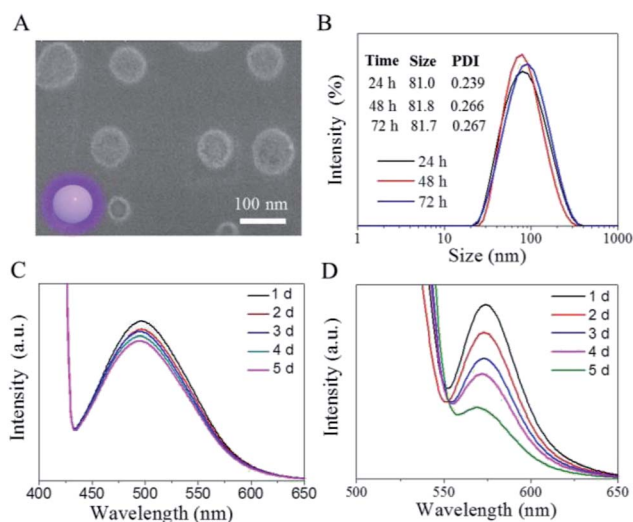 A
100 nm
B
Time Size PDI
24 h 81.0 0.239
48 h 81.8 0.266
72 h 81.7 0.267
24 h
48 h
72 h
Intensity (%)
1 10 100 1000
Size (nm)
C
1 d
2 d
3 d
4 d
5 d
Intensity (a.u.)
400 450 500 550 600 650
Wavelength (nm)
D
1 d
2 d
3 d
4 d
5 d
Intensity (a.u.)
500 550 600 650
Wavelength (nm)